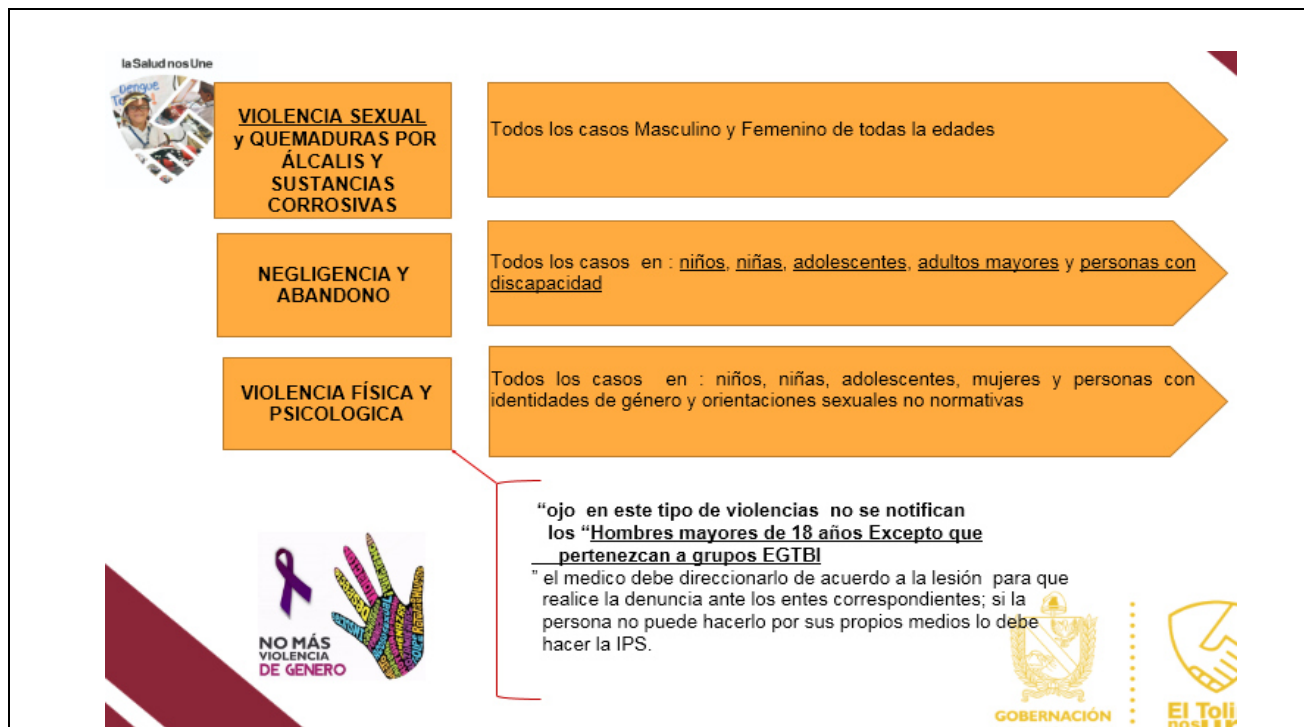 la Salud nos Une
Dengue
VIOLENCIA SEXUAL
y QUEMADURAS POR
ÁLCALIS Y
SUSTANCIAS
CORROSIVAS
Todos los casos Masculino y Femenino de todas la edades
NEGLIGENCIA Y
ABANDONO
Todos los casos en : niños, niñas, adolescentes, adultos mayores y personas con
discapacidad
VIOLENCIA FÍSICA Y
PSICOLOGICA
Todos los casos en : niños, niñas, adolescentes, mujeres y personas con
identidades de género y orientaciones sexuales no normativas
“ojo en este tipo de violencias no se notifican
los “Hombres mayores de 18 años Excepto que
pertenezcan a grupos EGTBI
” el medico debe direccionarlo de acuerdo a la lesión para que
realice la denuncia ante los entes correspondientes; si la
persona no puede hacerlo por sus propios medios lo debe
hacer la IPS.
NO MÁS
VIOLENCIA
DE GENERO
GOBERNACIÓN
El Toli
nos